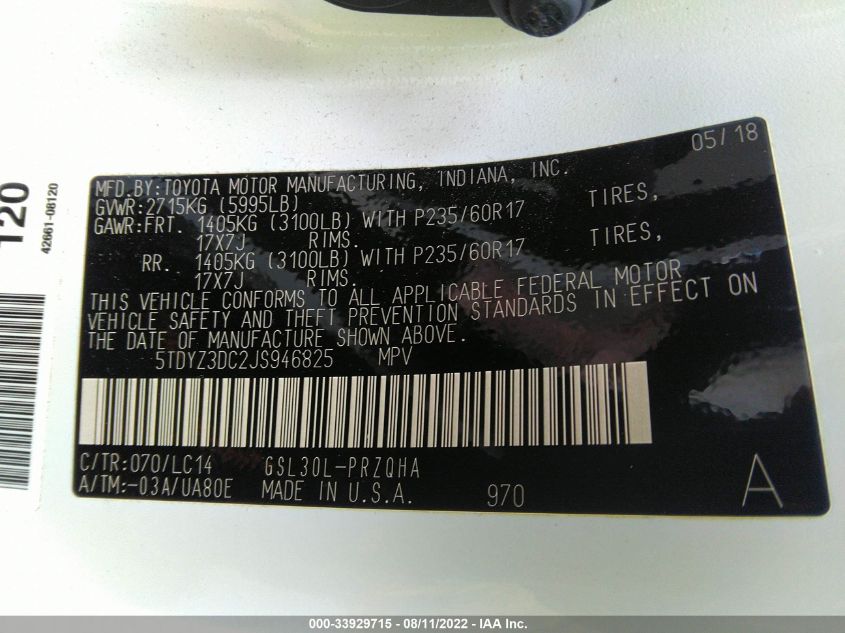 120
42661-08120
05/18
MFD.BY:TOYOTA MOTOR MANUFACTURING, INDIANA, INC.
GVWR:2715KG (5995LB)
GAWR:FRT. 1405KG (3100LB) WITH P235/60R17 TIRES,
17X7J RIMS.
RR. 1405KG (3100LB) WITH P235/60R17 TIRES,
17X7J RIMS.
THIS VEHICLE CONFORMS TO ALL APPLICABLE FEDERAL MOTOR
VEHICLE SAFETY AND THEFT PREVENTION STANDARDS IN EFFECT ON
THE DATE OF MANUFACTURE SHOWN ABOVE.
5TDYZ3DC2JS946825 MPV
C/TR:070/LC14 GSL30L-PRZQHA
A/TM:-03A/UA80E MADE IN U.S.A. 970 A
000-33929715 - 08/11/2022 - IAA Inc.